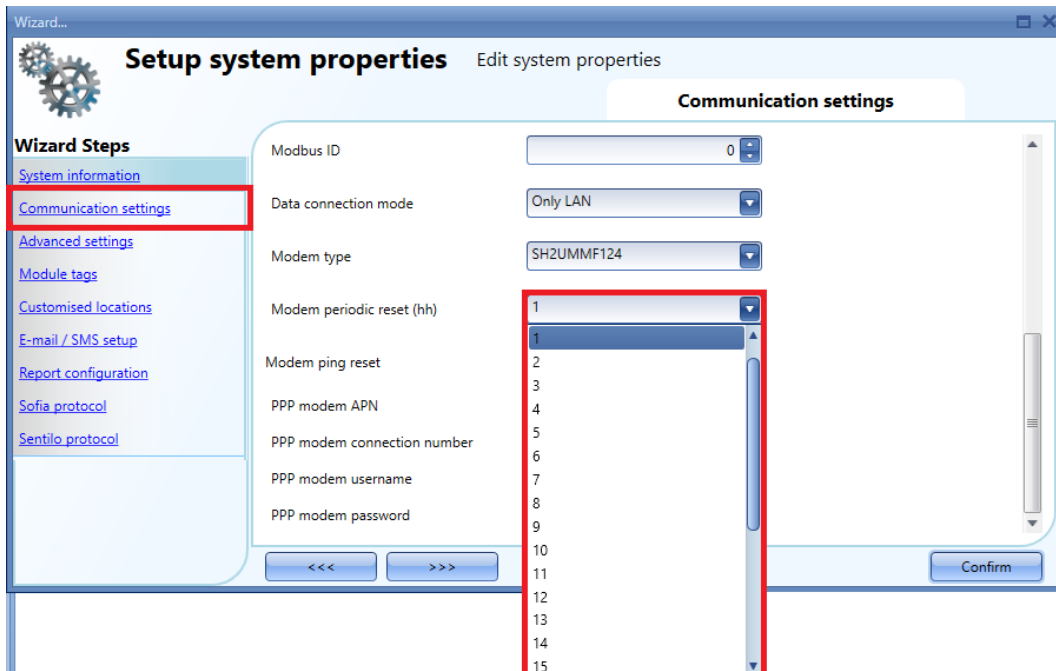 Wizard...
Setup system properties Edit system properties
Communication settings
Wizard Steps
System information
Communication settings
Advanced settings
Module tags
Customised locations
E-mail / SMS setup
Report configuration
Sofia protocol
Sentilo protocol
Modbus ID 0
Data connection mode Only LAN
Modem type SH2UMMF124
Modem periodic reset (hh) 1
Modem ping reset
PPP modem APN
PPP modem connection number
PPP modem username
PPP modem password
1
2
3
4
5
6
7
8
9
10
11
12
13
14
15
<<< >>> Confirm